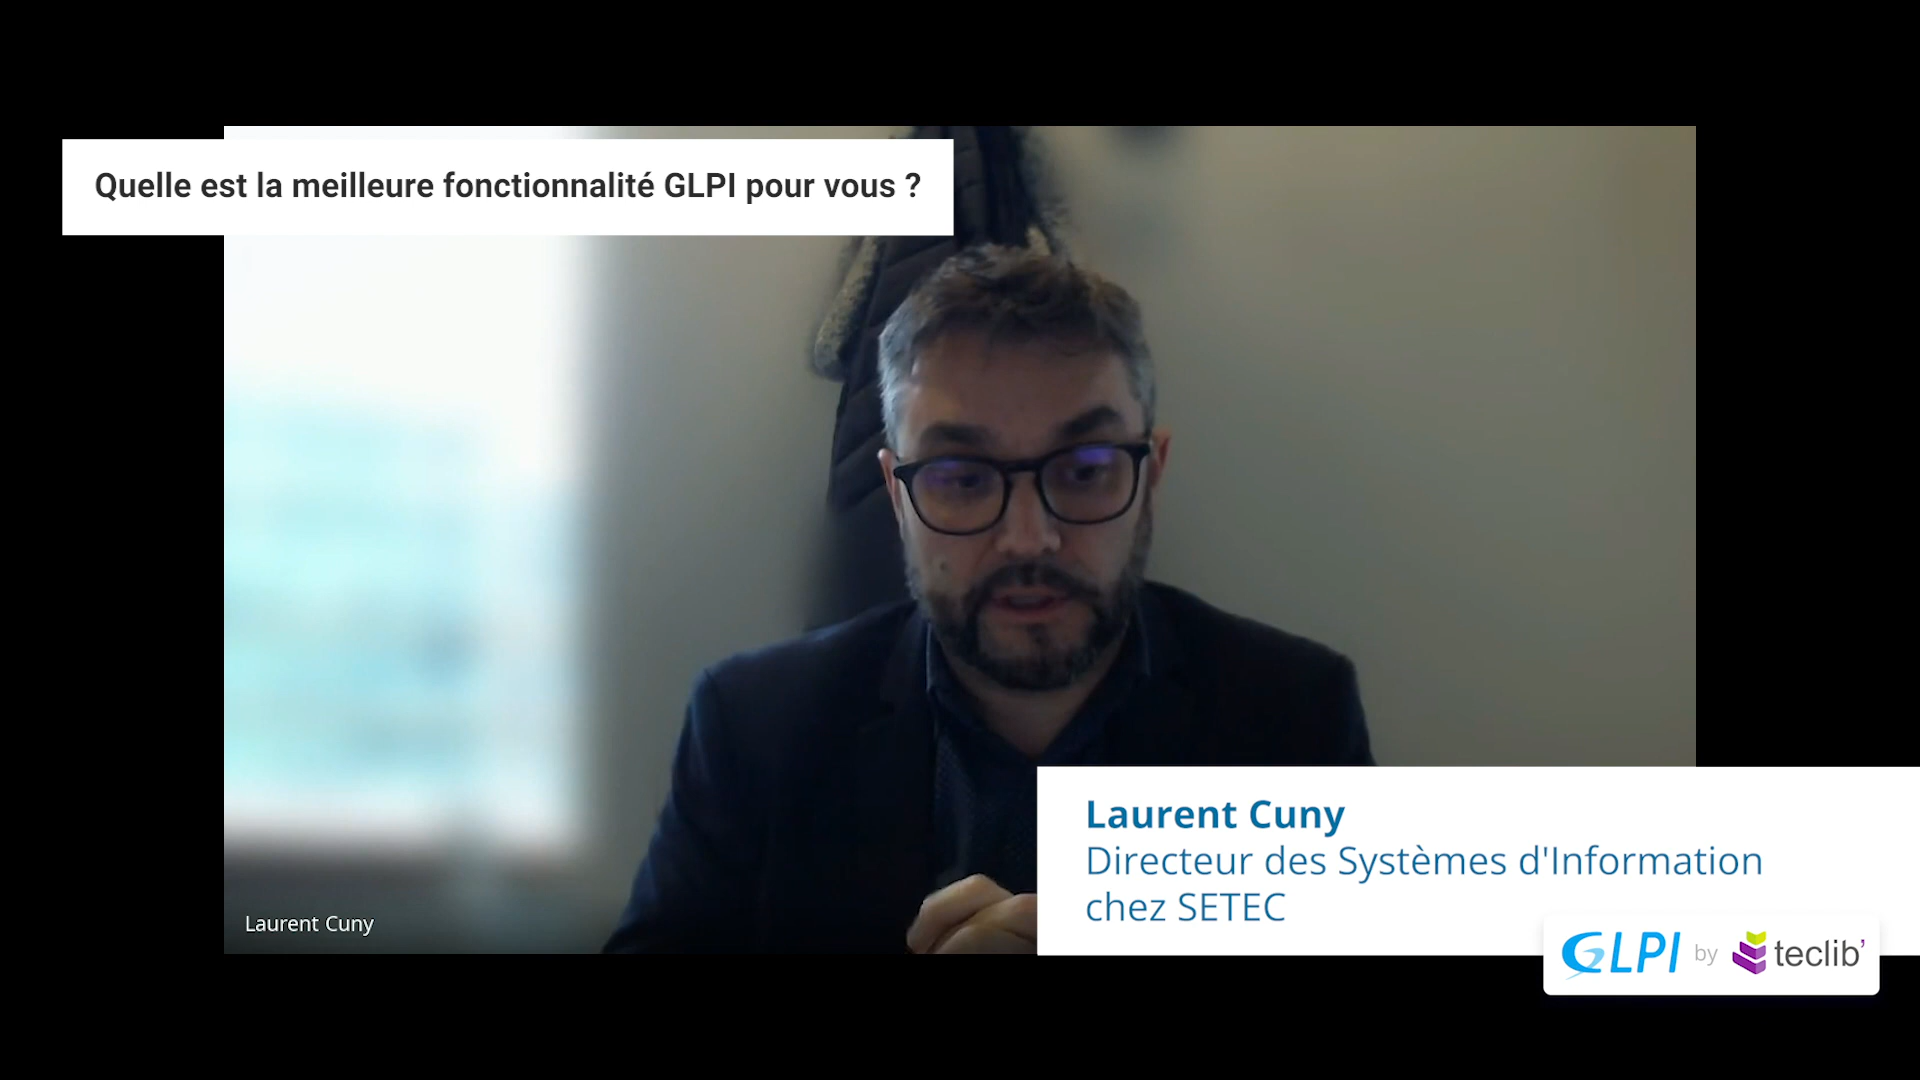 Quelle est la meilleure fonctionnalité GLPI pour vous ?
Laurent Cuny
Directeur des Systèmes d'Information
chez SETEC
Laurent Cuny
GLPI by teclib'